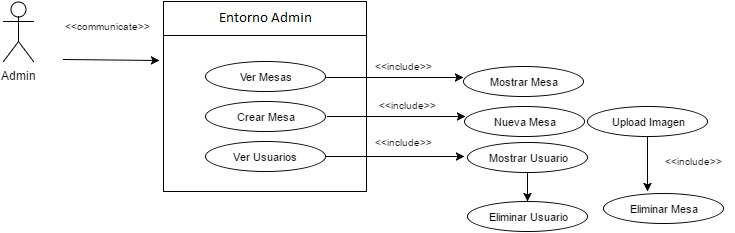 Entorno Admin
<<communicate>>
Admin
Ver Mesas
<<include>>
Mostrar Mesa
Crear Mesa
<<include>>
Nueva Mesa
Upload Imagen
Ver Usuarios
<<include>>
Mostrar Usuario
<<include>>
Eliminar Usuario
Eliminar Mesa